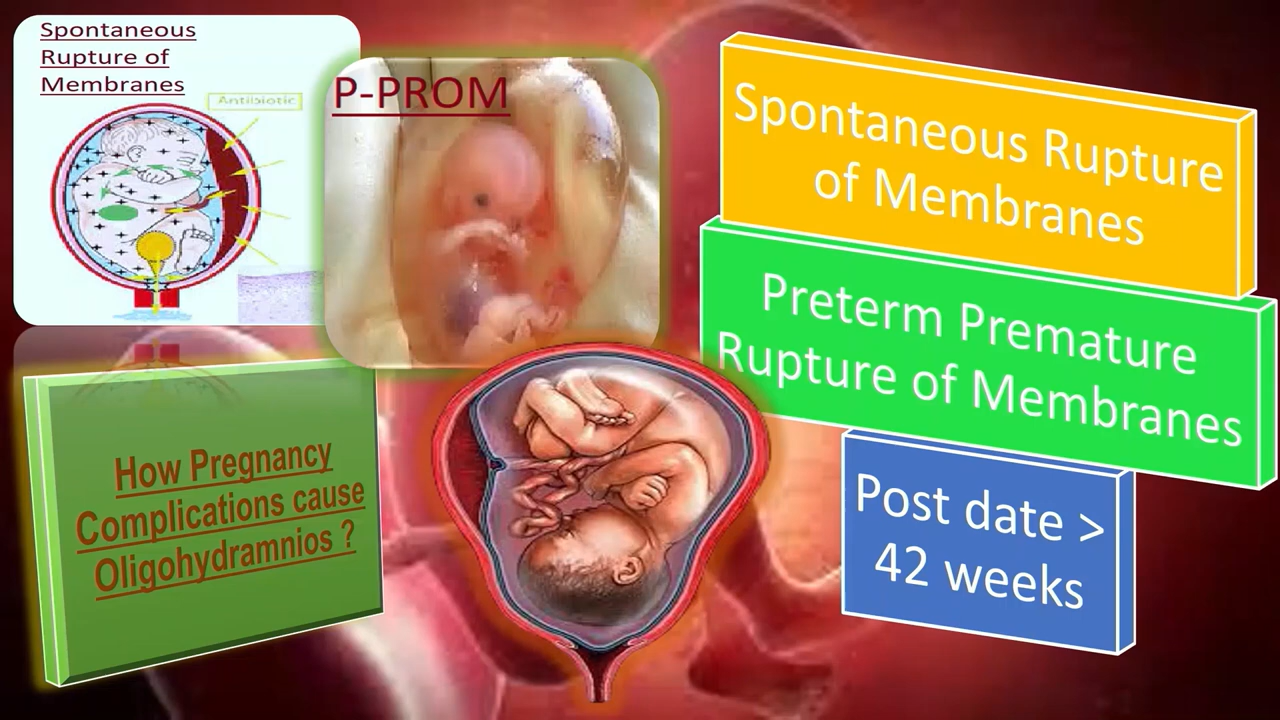 Spontaneous
Rupture of
Membranes
Antibiotic
P-PROM
Spontaneous Rupture
of Membranes
Preterm Premature
Rupture of Membranes
How Pregnancy
Complications cause
Oligohydramnios ?
Post date >
42 weeks